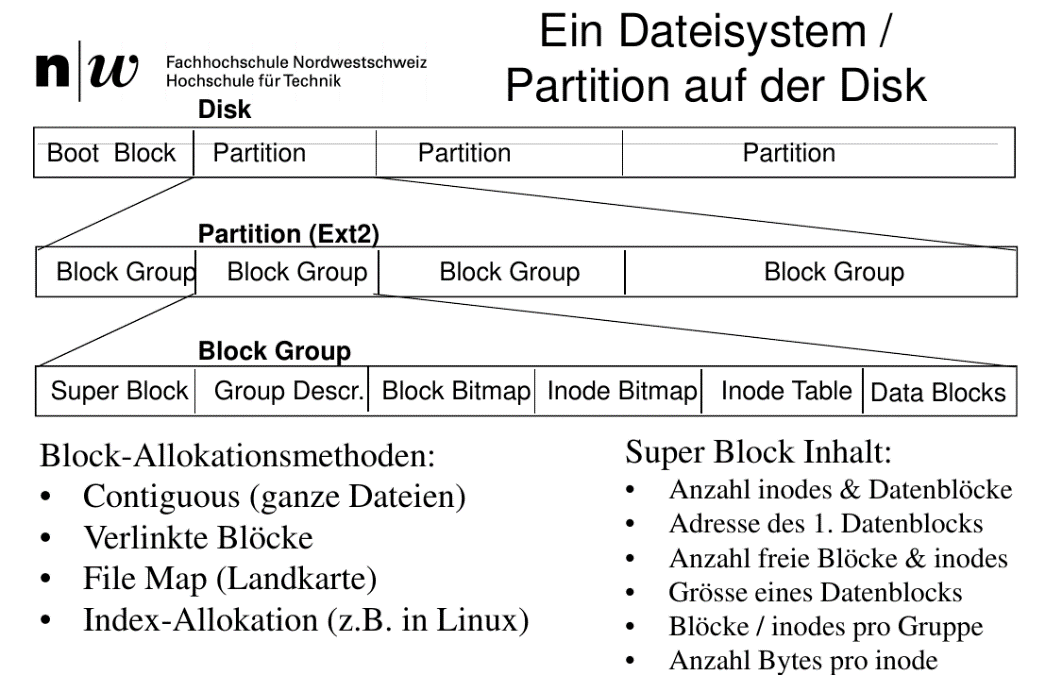 Ein Dateisystem /
Partition auf der Disk
n|w Fachhochschule Nordwestschweiz
Hochschule für Technik
Disk
Boot Block Partition Partition Partition
Partition (Ext2)
Block Group Block Group Block Group Block Group
Block Group
Super Block Group Descr. Block Bitmap Inode Bitmap Inode Table Data Blocks
Block-Allokationsmethoden:
• Contiguous (ganze Dateien)
• Verlinkte Blöcke
• File Map (Landkarte)
• Index-Allokation (z.B. in Linux)
Super Block Inhalt:
• Anzahl inodes & Datenblöcke
• Adresse des 1. Datenblocks
• Anzahl freie Blöcke & inodes
• Grösse eines Datenblocks
• Blöcke / inodes pro Gruppe
• Anzahl Bytes pro inode